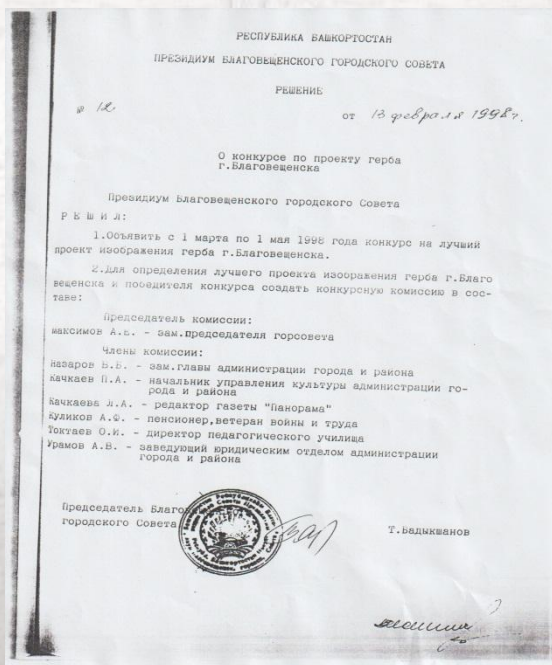 РЕСПУБЛИКА БАШКОРТОСТАН
ПРЕЗИДИУМ БЛАГОВЕЩЕНСКОГО ГОРОДСКОГО СОВЕТА
РЕШЕНИЕ
№ 12 от 13 февраля 1998 г.
О конкурсе по проекту герба
г.Благовещенска
Президиум Благовещенского городского Совета
Р Е Ш И Л:
1.Объявить с 1 марта по 1 мая 1998 года конкурс на лучший
проект изображения герба г.Благовещенска.
2.Для определения лучшего проекта изображения герба г.Благо
вещенска и победителя конкурса создать конкурсную комиссию в сос-
таве:
Председатель комиссии:
Максимов А.Е. - зам.председателя горсовета
Члены комиссии:
Назаров В.В. - зам.главы администрации города и района
Качкаев П.А. - начальник управления культуры администрации го-
рода и района
Качкаева Л.А. - редактор газеты "Панорама"
Куликов А.Ф. - пенсионер,ветеран войны и труда
Токтаев О.И. - директор педагогического училища
Урамов А.В. - заведующий юридическим отделом администрации
города и района
Председатель Благов
городского Совета Т.Бадыкшанов